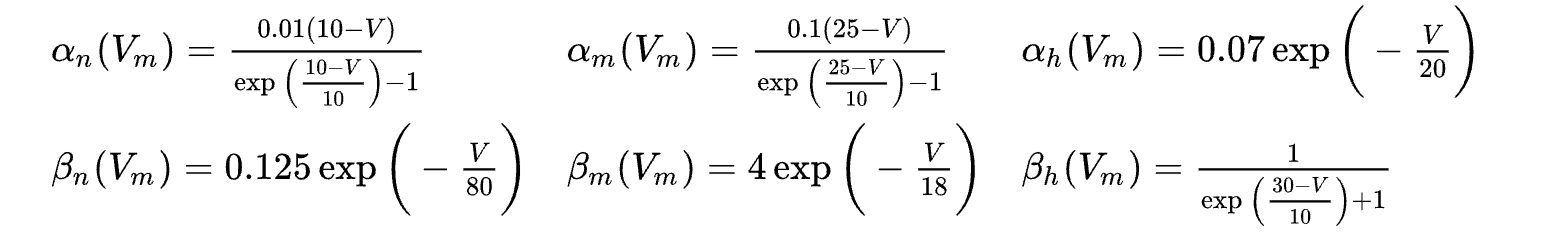 αₙ(Vₘ) = 0.01(10−V) / exp((10−V)/10)−1    αₘ(Vₘ) = 0.1(25−V) / exp((25−V)/10)−1    αₕ(Vₘ) = 0.07 exp(− V/20)
βₙ(Vₘ) = 0.125 exp(− V/80)    βₘ(Vₘ) = 4 exp(− V/18)    βₕ(Vₘ) = 1 / exp((30−V)/10)+1